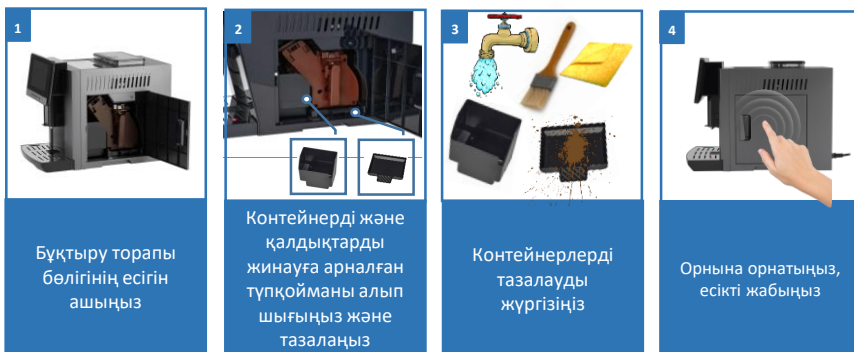 1
Бұқтыру торапы
бөлігінің есігін
ашыңыз
2
Контейнерді және
қалдықтарды
жинауға арналған
түпқойманы алып
шығыңыз және
тазалаңыз
3
Контейнерлерді
тазалауды
жүргізіңіз
4
Орнына орнатыңыз,
есікті жабыңыз